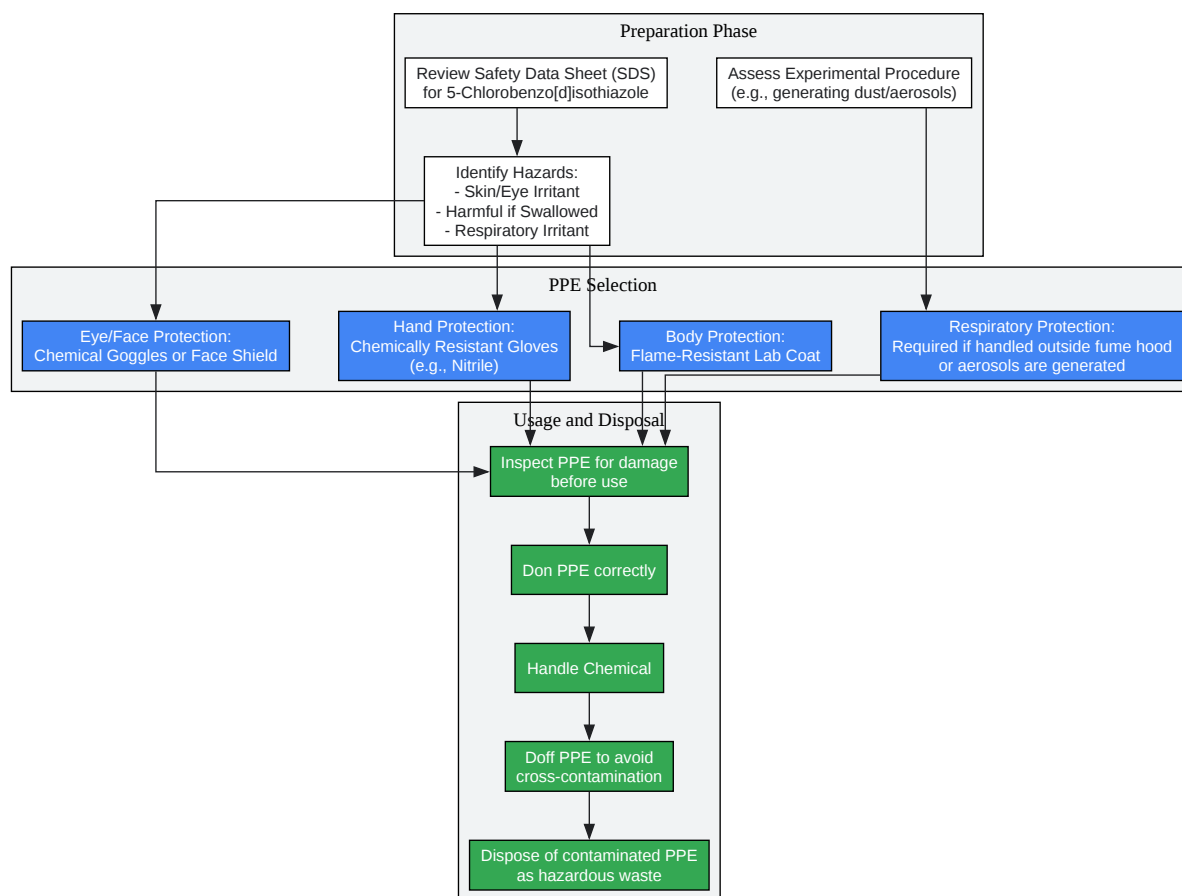 Preparation Phase
Review Safety Data Sheet (SDS)
for 5-Chlorobenzo[d]isothiazole
Assess Experimental Procedure
(e.g., generating dust/aerosols)
Identify Hazards:
- Skin/Eye Irritant
- Harmful if Swallowed
- Respiratory Irritant
PPE Selection
Eye/Face Protection:
Chemical Goggles or Face Shield
Hand Protection:
Chemically Resistant Gloves
(e.g., Nitrile)
Body Protection:
Flame-Resistant Lab Coat
Respiratory Protection:
Required if handled outside fume hood
or aerosols are generated
Usage and Disposal
Inspect PPE for damage
before use
Don PPE correctly
Handle Chemical
Doff PPE to avoid
cross-contamination
Dispose of contaminated PPE
as hazardous waste